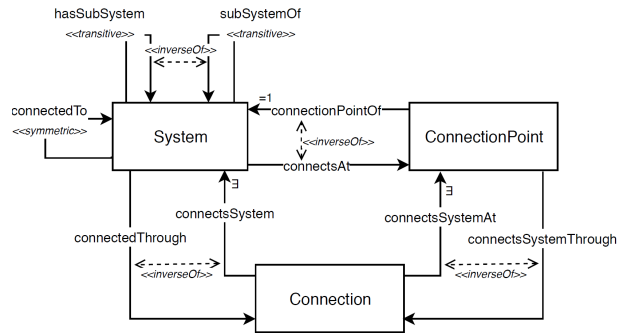 hasSubSystem
subSystemOf
<<transitive>>
<<inverseOf>>
<<transitive>>
connectedTo
<<symmetric>>
System
=1
connectionPointOf
<<inverseOf>>
connectsAt
ConnectionPoint
∃
connectsSystem
∃
connectsSystemAt
connectedThrough
<<inverseOf>>
connectsSystemThrough
<<inverseOf>>
Connection